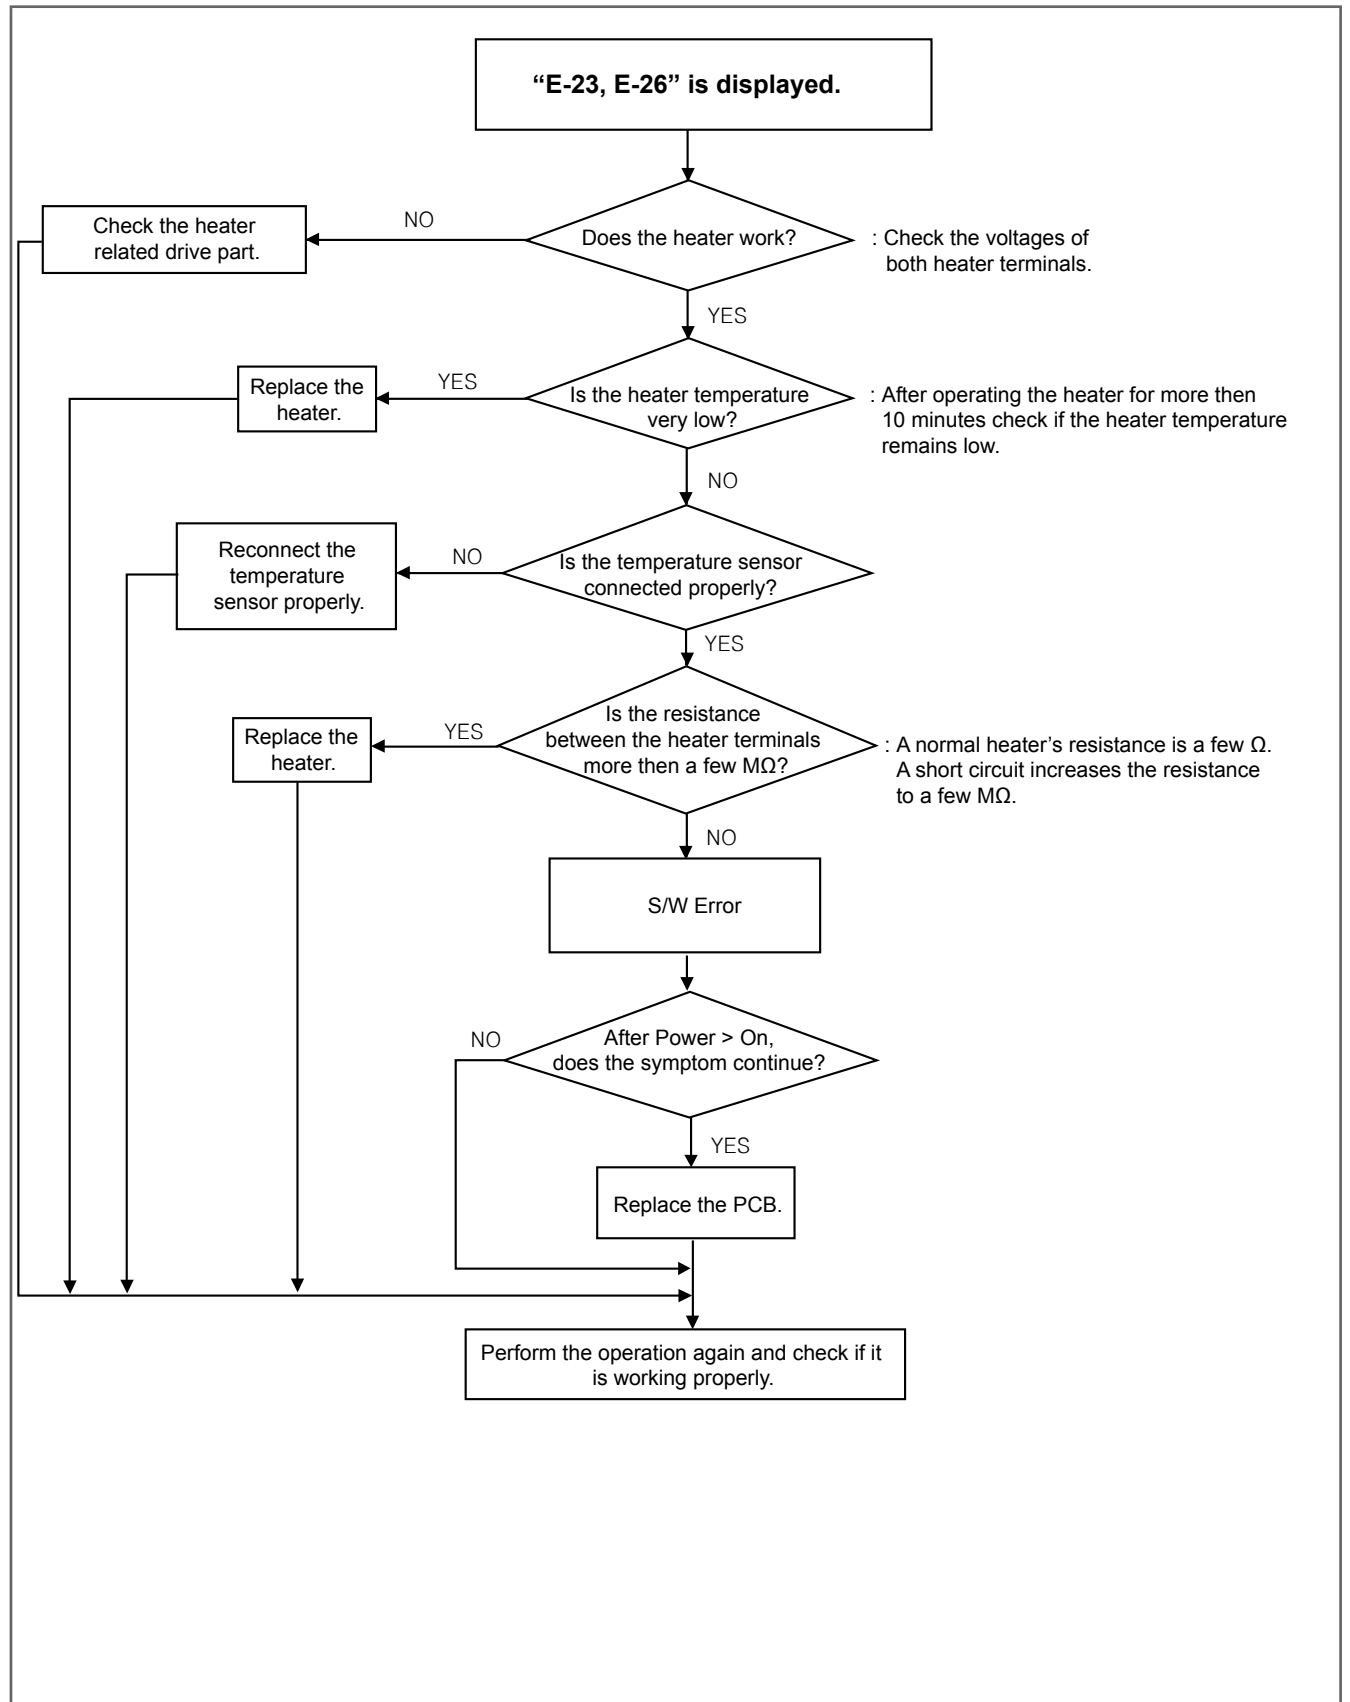 “E-23, E-26” is displayed.
Check the heater
related drive part.
NO
Does the heater work?
: Check the voltages of
both heater terminals.
YES
Replace the
heater.
YES
Is the heater temperature
very low?
: After operating the heater for more then
10 minutes check if the heater temperature
remains low.
NO
Reconnect the
temperature
sensor properly.
NO
Is the temperature sensor
connected properly?
YES
Replace the
heater.
YES
Is the resistance
between the heater terminals
more then a few MΩ?
: A normal heater’s resistance is a few Ω.
A short circuit increases the resistance
to a few MΩ.
NO
S/W Error
NO
After Power > On,
does the symptom continue?
YES
Replace the PCB.
Perform the operation again and check if it
is working properly.